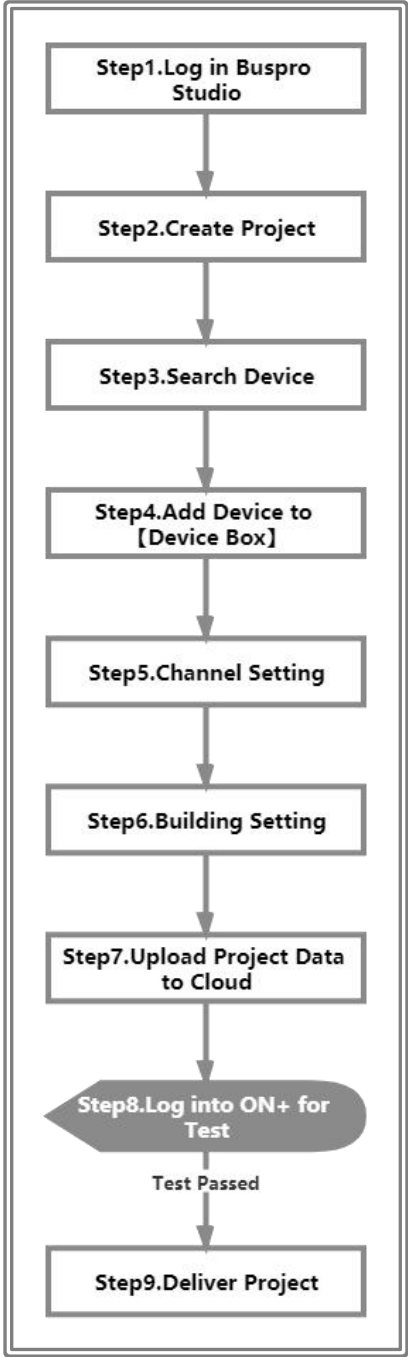 Step1.Log in Buspro
Studio
Step2.Create Project
Step3.Search Device
Step4.Add Device to
【Device Box】
Step5.Channel Setting
Step6.Building Setting
Step7.Upload Project Data
to Cloud
Step8.Log into ON+ for
Test
Test Passed
Step9.Deliver Project